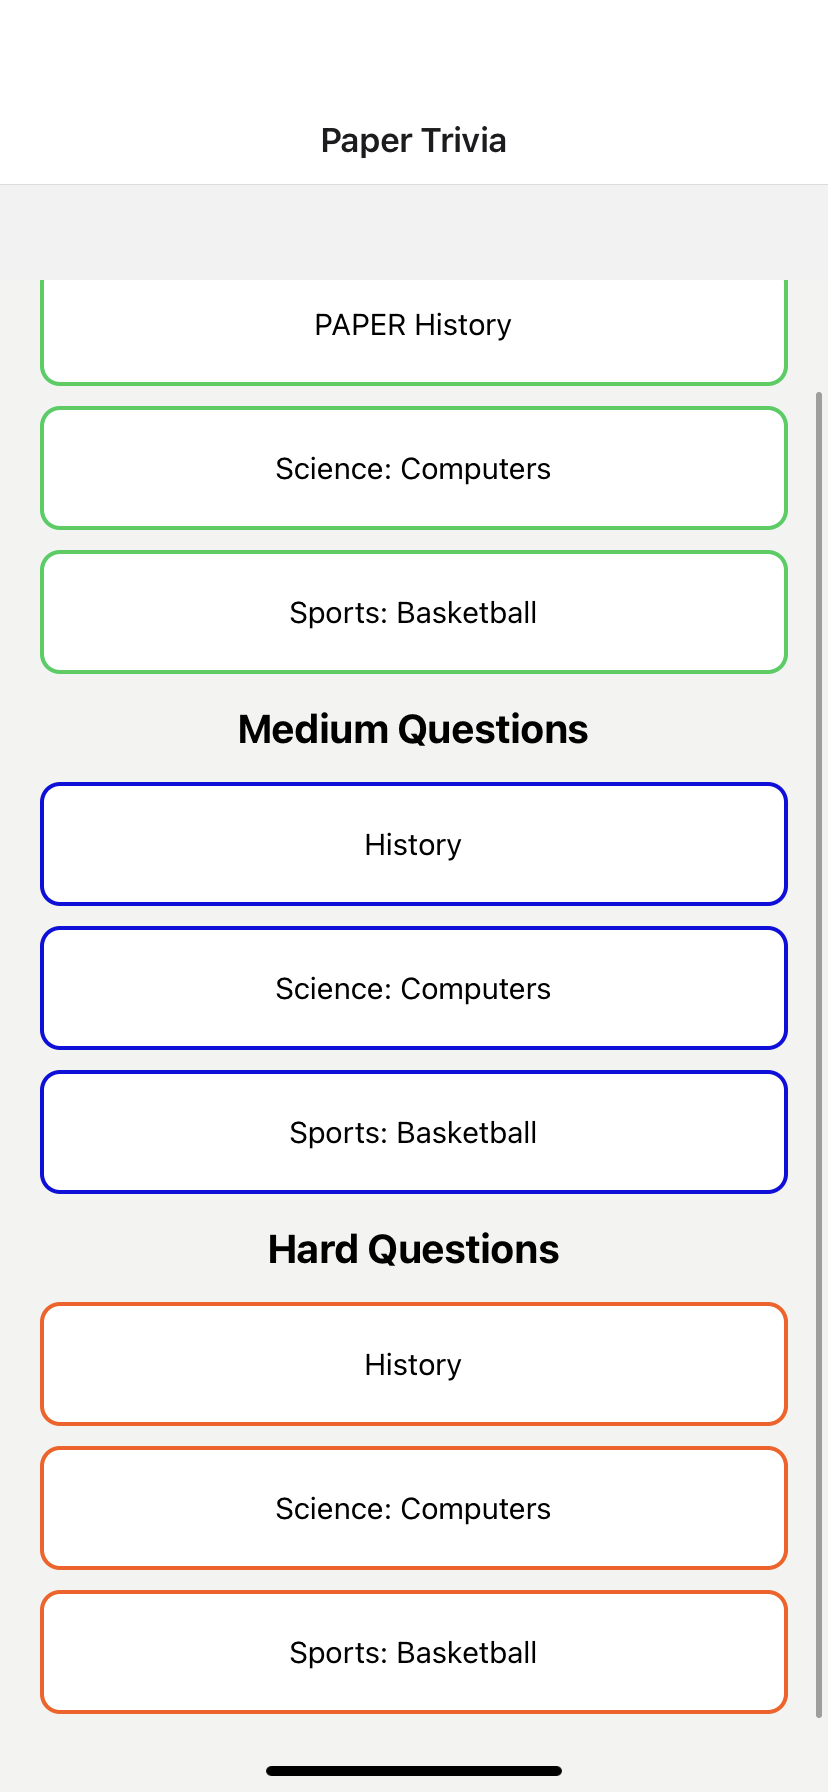 Paper Trivia
PAPER History
Science: Computers
Sports: Basketball
Medium Questions
History
Science: Computers
Sports: Basketball
Hard Questions
History
Science: Computers
Sports: Basketball